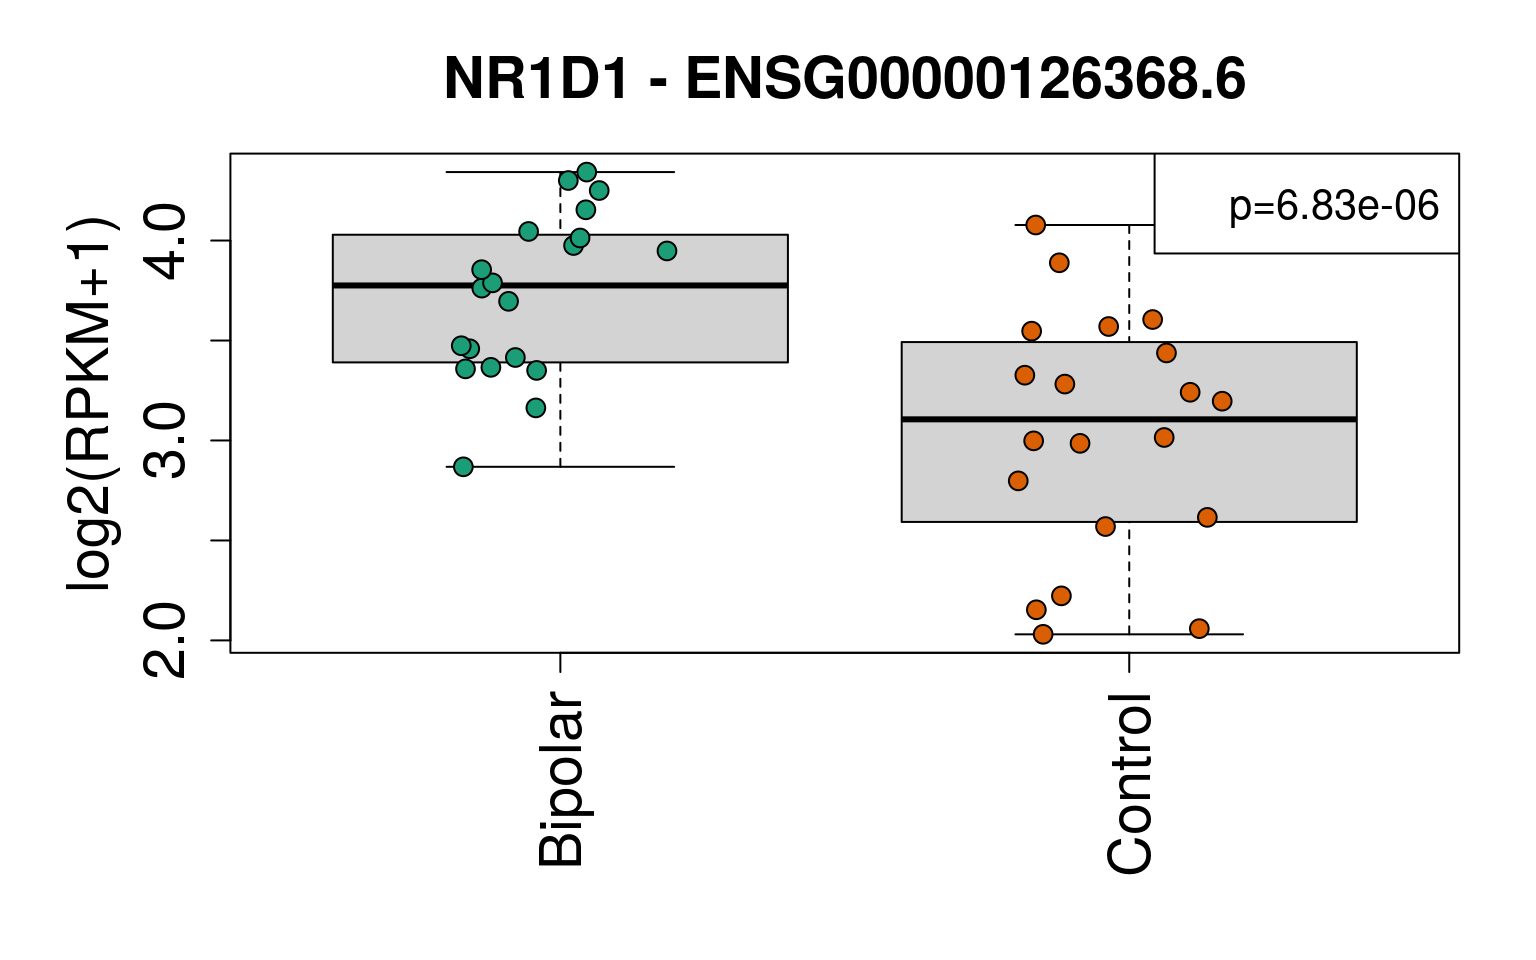 NR1D1 - ENSG00000126368.6
p=6.83e-06
log2(RPKM+1)
4.0
3.0
2.0
Bipolar
Control